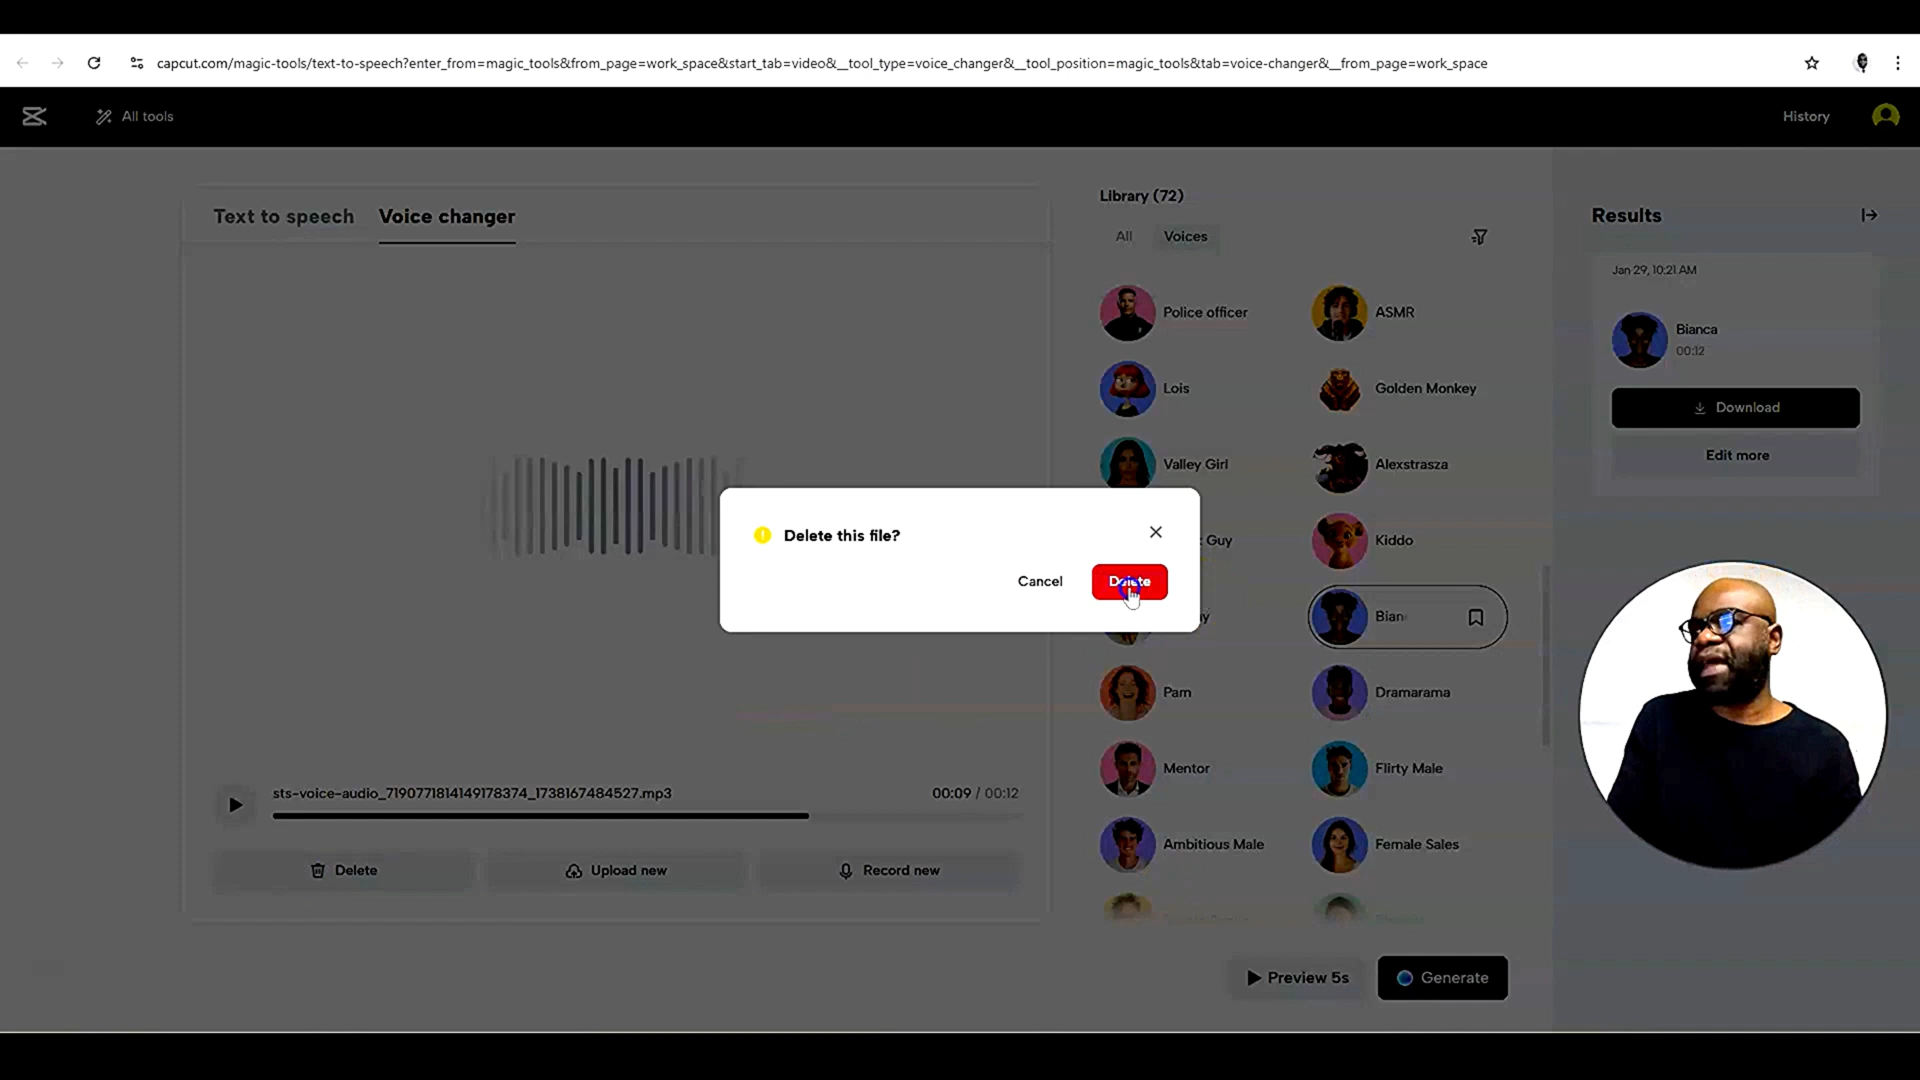 capcut.com/magic-tools/text-to-speech?enter_from=magic_tools&from_page=work_space&start_tab=video&__tool_type=voice_changer&__tool_position=magic_tools&tab=voice-changer&__from_page=work_space
All tools
History
Text to speech
Voice changer
Library (72)
All
Voices
Police officer
ASMR
Lois
Golden Monkey
Valley Girl
Alexstrasza
Guy
Kiddo
Bian
Pam
Dramarama
Mentor
Flirty Male
Ambitious Male
Female Sales
Results
Jan 29, 10:21 AM
Bianca
00:12
Download
Edit more
Delete this file?
Cancel
Delete
sts-voice-audio_7190771814149178374_1738167484527.mp3
00:09 / 00:12
Delete
Upload new
Record new
Preview 5s
Generate